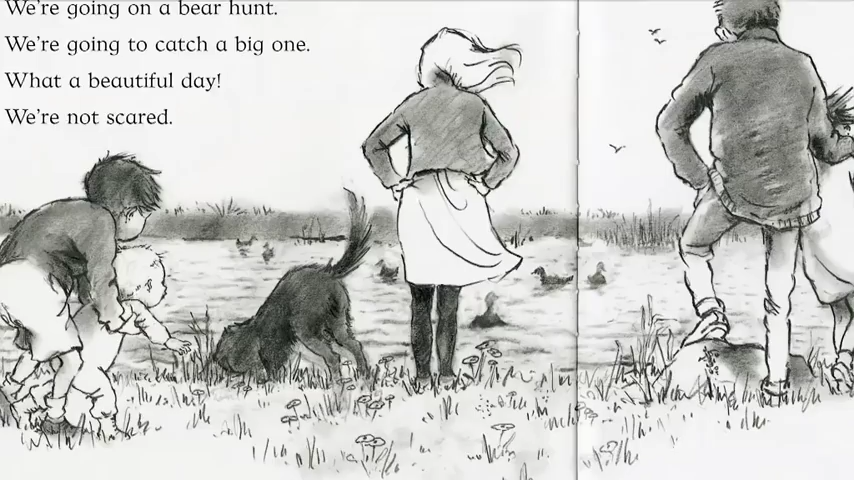 We're going on a bear hunt.
We're going to catch a big one.
What a beautiful day!
We're not scared.